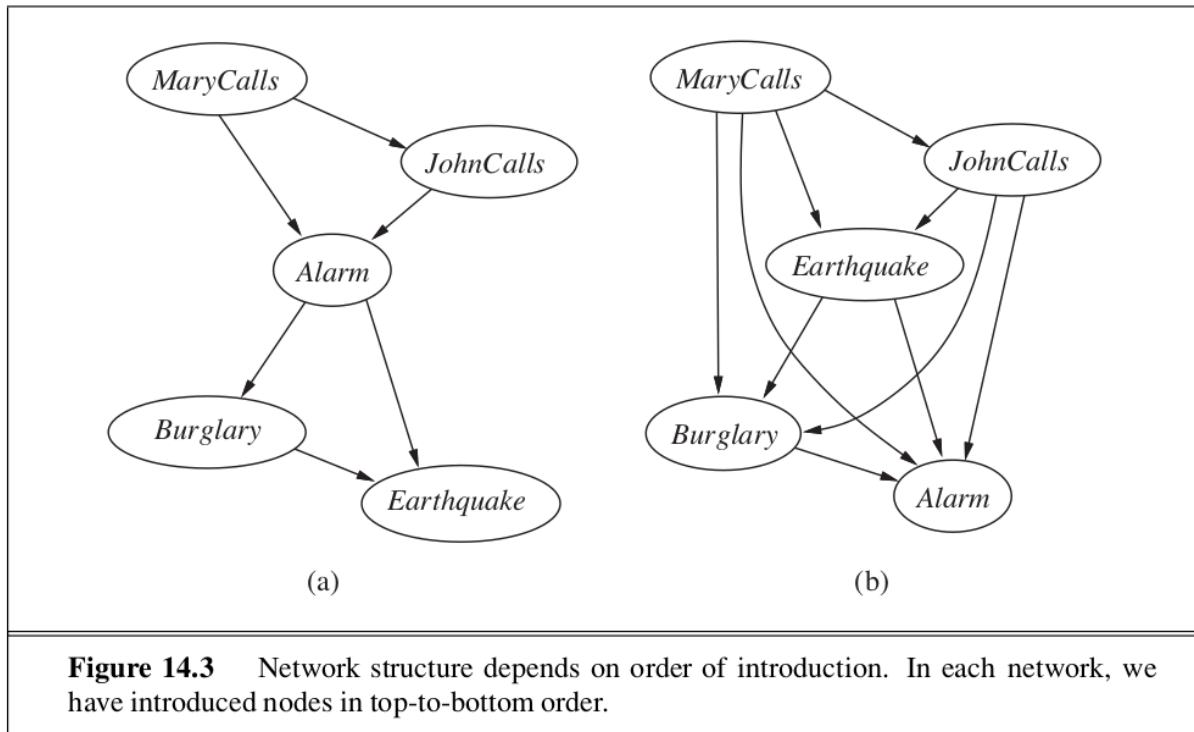 MaryCalls
JohnCalls
Alarm
Burglary
Earthquake
(a)
MaryCalls
JohnCalls
Earthquake
Burglary
Alarm
(b)
Figure 14.3 Network structure depends on order of introduction. In each network, we
have introduced nodes in top-to-bottom order.